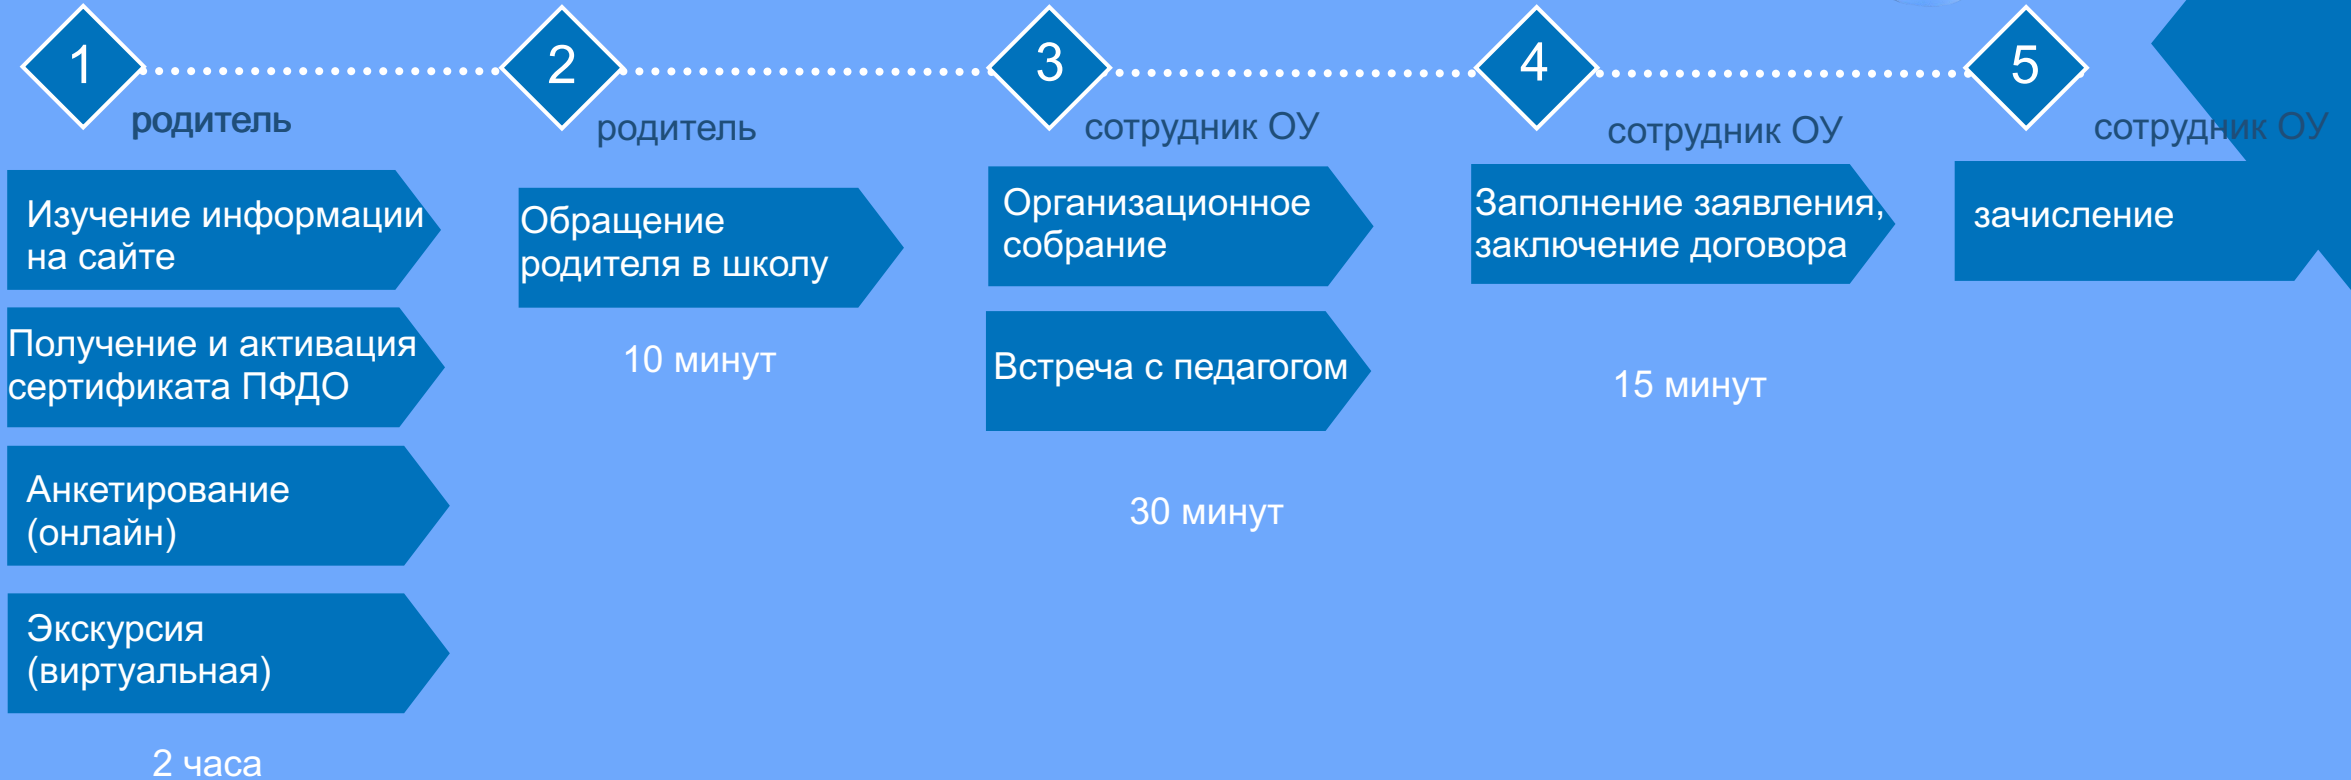 1
родитель
Изучение информации
на сайте
Получение и активация
сертификата ПФДО
Анкетирование
(онлайн)
Экскурсия
(виртуальная)
2 часа
2
родитель
Обращение
родителя в школу
10 минут
3
сотрудник ОУ
Организационное
собрание
Встреча с педагогом
30 минут
4
сотрудник ОУ
Заполнение заявления,
заключение договора
15 минут
5
сотрудник ОУ
зачисление